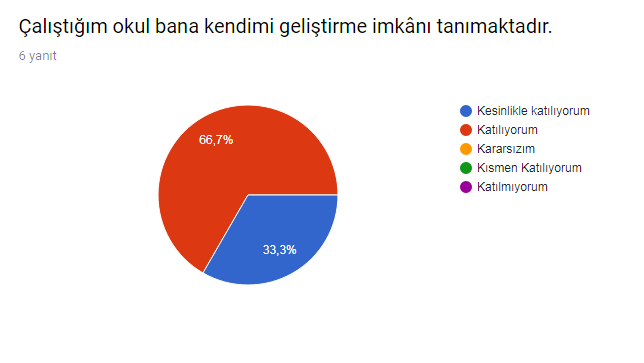 Çalıştığım okul bana kendimi geliştirme imkânı tanımaktadır.
6 yanıt
66,7%
33,3%
Kesinlikle katılıyorum
Katılıyorum
Kararsızım
Kısmen Katılıyorum
Katılmıyorum